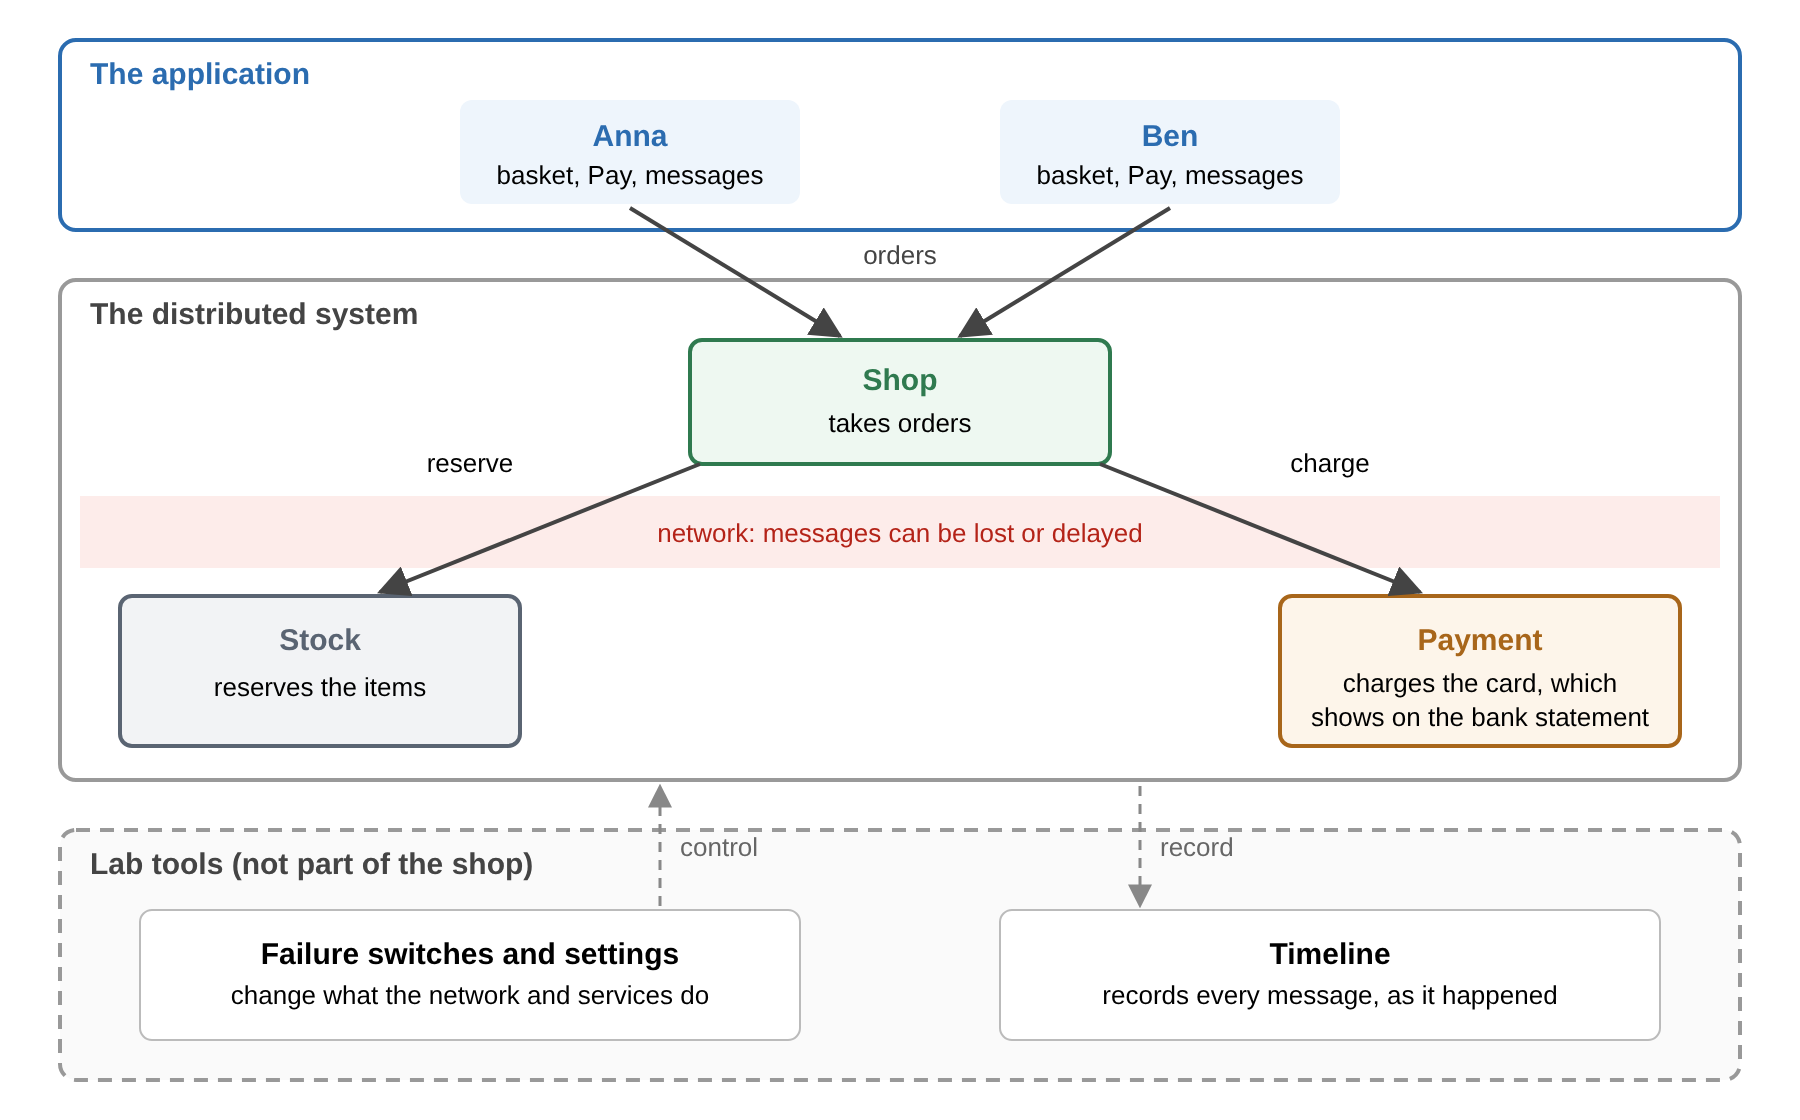 The application
Anna
basket, Pay, messages
Ben
basket, Pay, messages
orders
The distributed system
Shop
takes orders
reserve
charge
network: messages can be lost or delayed
Stock
reserves the items
Payment
charges the card, which
shows on the bank statement
control
record
Lab tools (not part of the shop)
Failure switches and settings
change what the network and services do
Timeline
records every message, as it happened